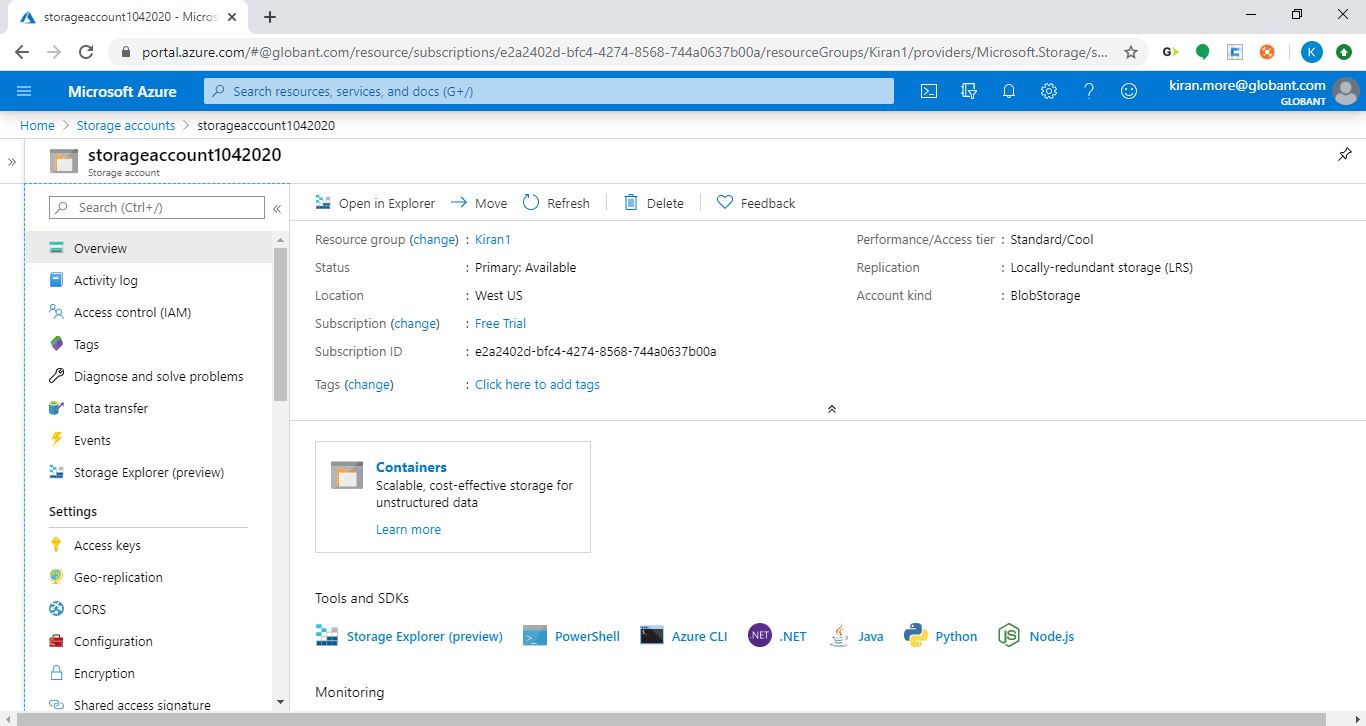 storageaccount1042020 - Micros
portal.azure.com/#@globant.com/resource/subscriptions/e2a2402d-bfc4-4274-8568-744a0637b00a/resourceGroups/Kiran1/providers/Microsoft.Storage/s...
G
K
Microsoft Azure
Search resources, services, and docs (G+/)
kiran.more@globant.com
GLOBANT
Home > Storage accounts > storageaccount1042020
storageaccount1042020
Storage account
Search (Ctrl+/)
Overview
Activity log
Access control (IAM)
Tags
Diagnose and solve problems
Data transfer
Events
Storage Explorer (preview)
Settings
Access keys
Geo-replication
CORS
Configuration
Encryption
Shared access signature
Open in Explorer Move Refresh Delete Feedback
Resource group (change) : Kiran1
Status : Primary: Available
Location : West US
Subscription (change) : Free Trial
Subscription ID : e2a2402d-bfc4-4274-8568-744a0637b00a
Tags (change) : Click here to add tags
Performance/Access tier : Standard/Cool
Replication : Locally-redundant storage (LRS)
Account kind : BlobStorage
Containers
Scalable, cost-effective storage for
unstructured data
Learn more
Tools and SDKs
Storage Explorer (preview) PowerShell Azure CLI .NET .NET Java Python Node.js
Monitoring